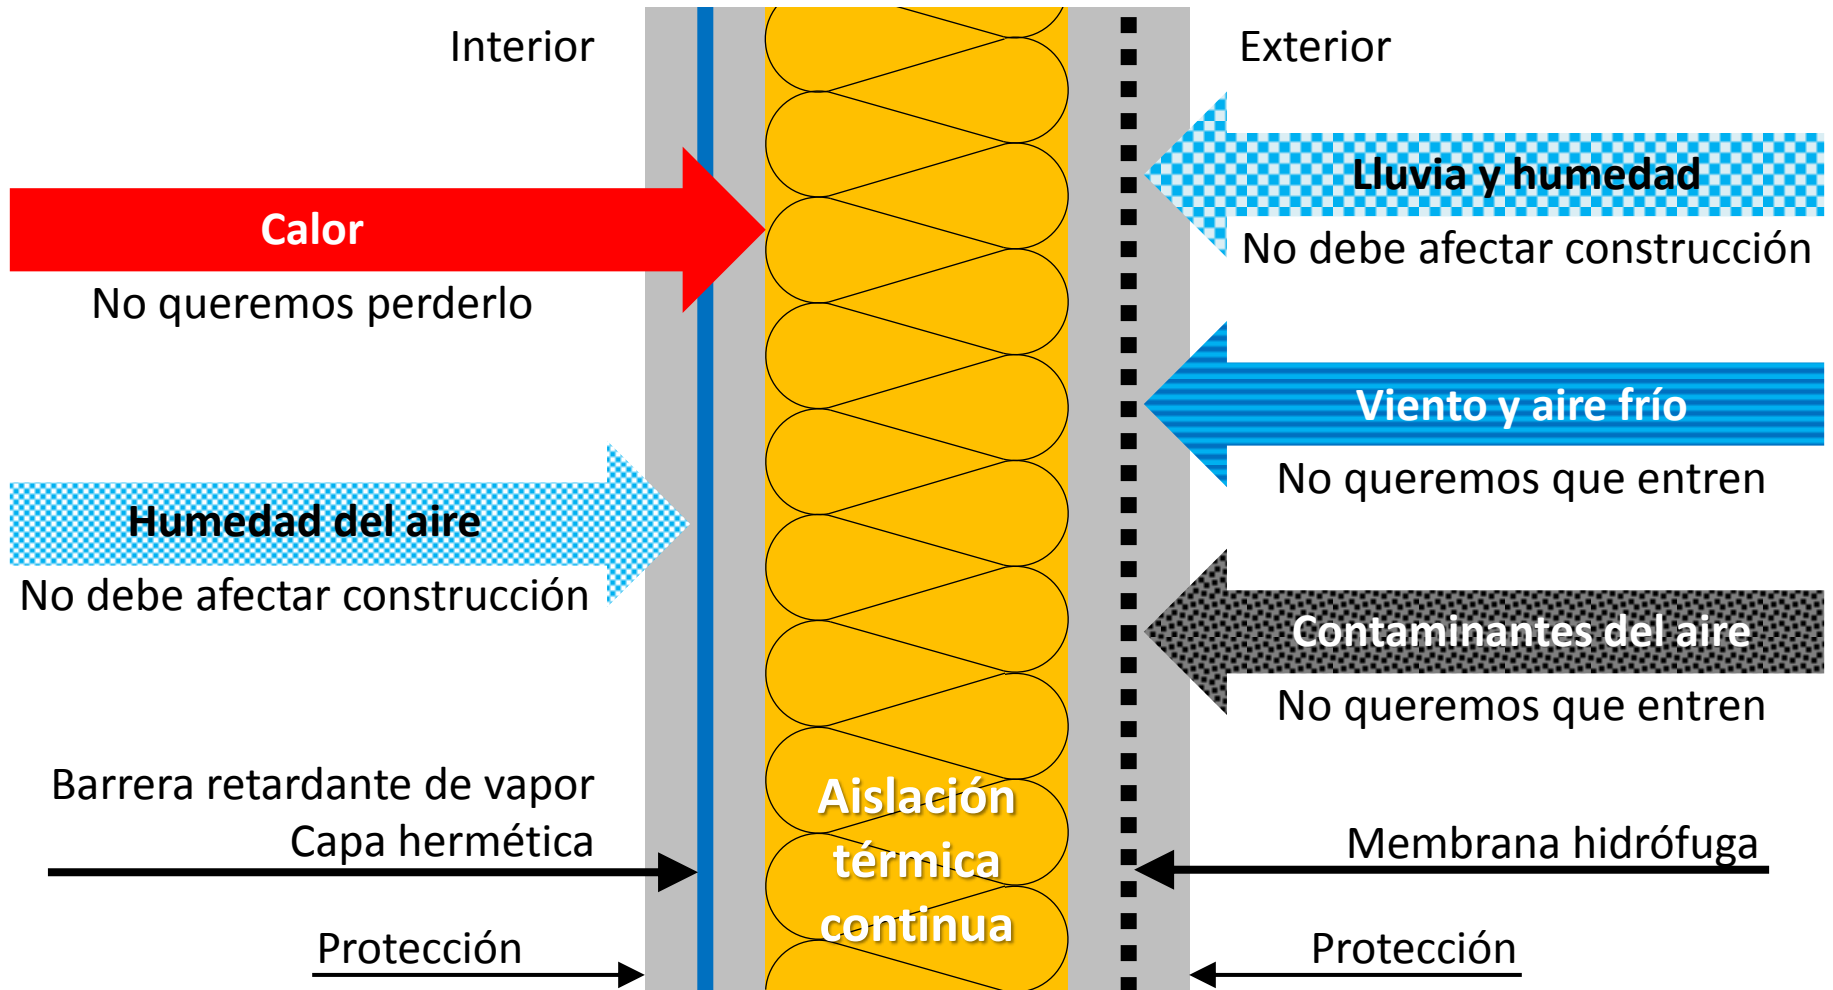 Interior
Exterior
Calor
No queremos perderlo
Humedad del aire
No debe afectar construcción
Barrera retardante de vapor
Capa hermética
Protección
Aislación
térmica
continua
Lluvia y humedad
No debe afectar construcción
Viento y aire frío
No queremos que entren
Contaminantes del aire
No queremos que entren
Membrana hidrófuga
Protección